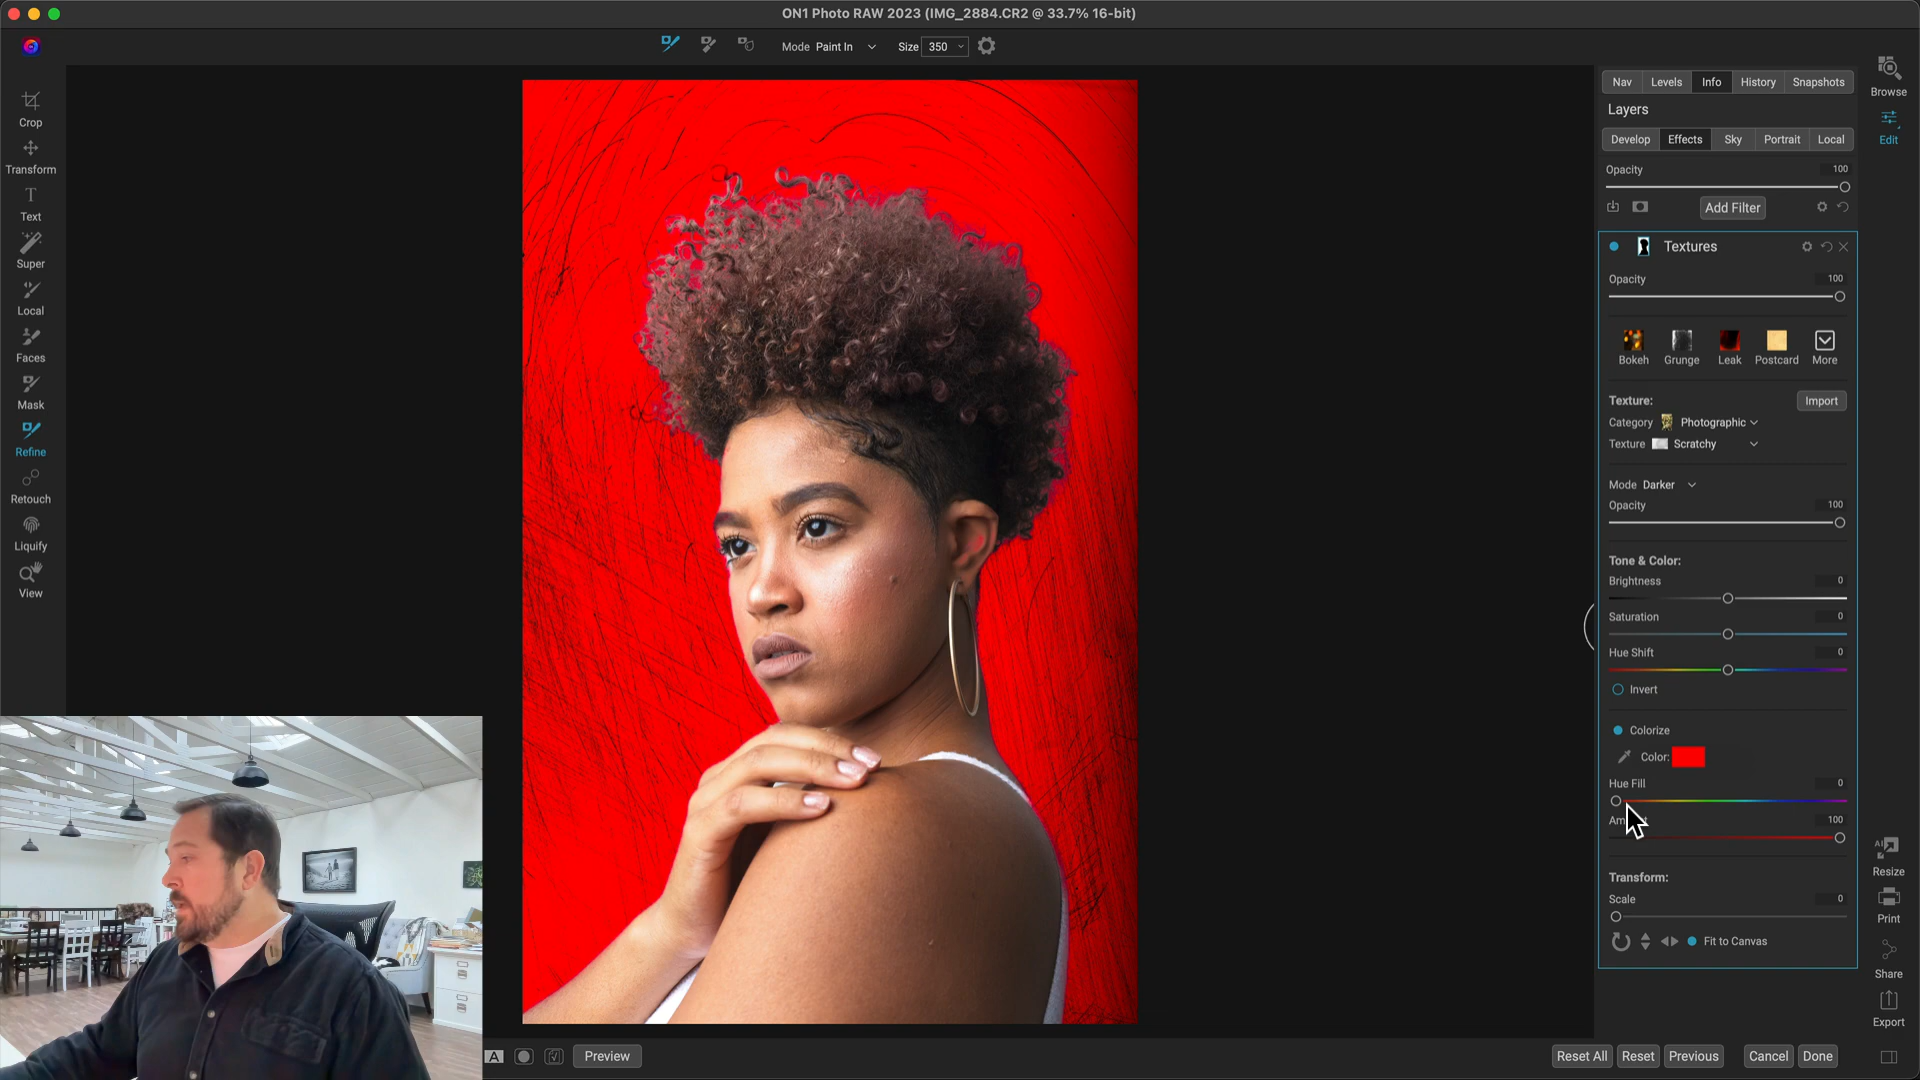 ON1 Photo RAW 2023 (IMG_2884.CR2 @ 33.7% 16-bit)
Mode Paint In Size 350
Crop
Transform
Text
Super
Local
Faces
Mask
Refine
Retouch
Liquify
View
Nav Levels Info History Snapshots
Layers
Develop Effects Sky Portrait Local
Opacity 100
Add Filter
Textures
Opacity 100
Bokeh Grunge Leak Postcard More
Texture: Import
Category Photographic
Texture Scratchy
Mode Darker
Opacity 100
Tone & Color:
Brightness 0
Saturation 0
Hue Shift 0
Invert
Colorize
Color:
Hue Fill 0
100
Transform:
Scale 0
Fit to Canvas
Browse
Edit
AI
Resize
Print
Share
Export
A Preview
Reset All Reset Previous Cancel Done